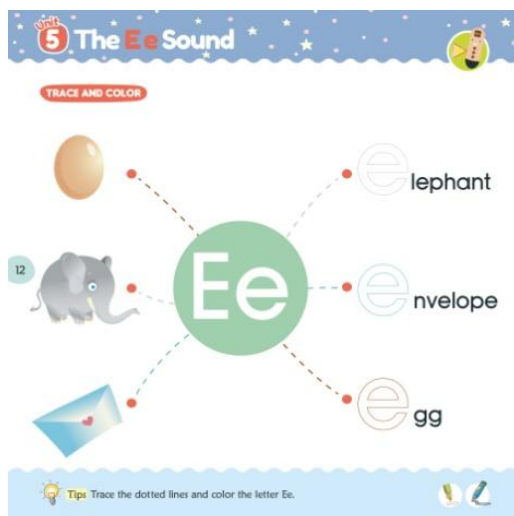 Unit
5 The Ee Sound
TRACE AND COLOR
elephant
12
Ee
envelope
egg
Tips Trace the dotted lines and color the letter Ee.